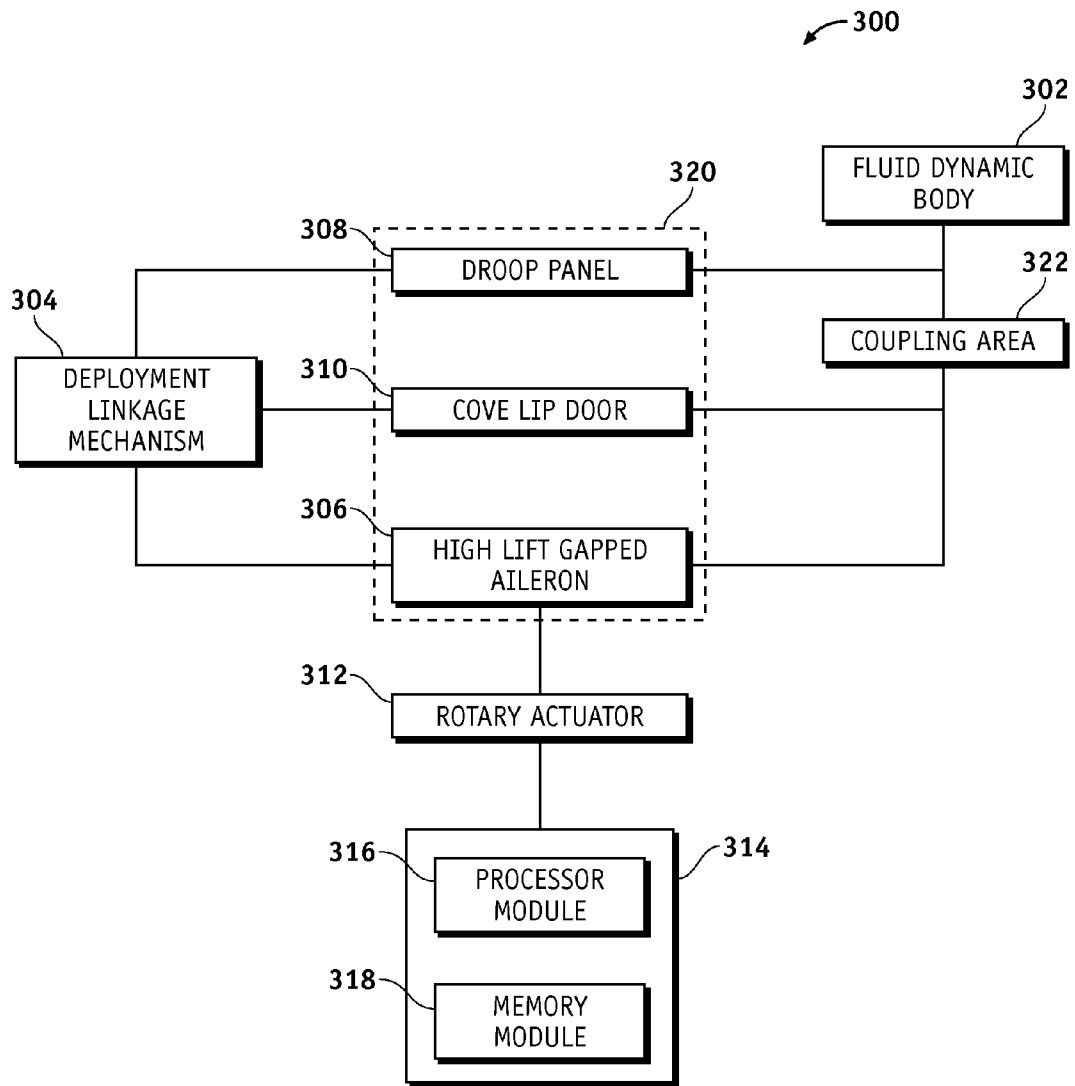 300
302
FLUID DYNAMIC
BODY
320
308
DROOP PANEL
322
304
COUPLING AREA
DEPLOYMENT
LINKAGE
MECHANISM
310
COVE LIP DOOR
306
HIGH LIFT GAPPED
AILERON
312
ROTARY ACTUATOR
314
316
PROCESSOR
MODULE
318
MEMORY
MODULE